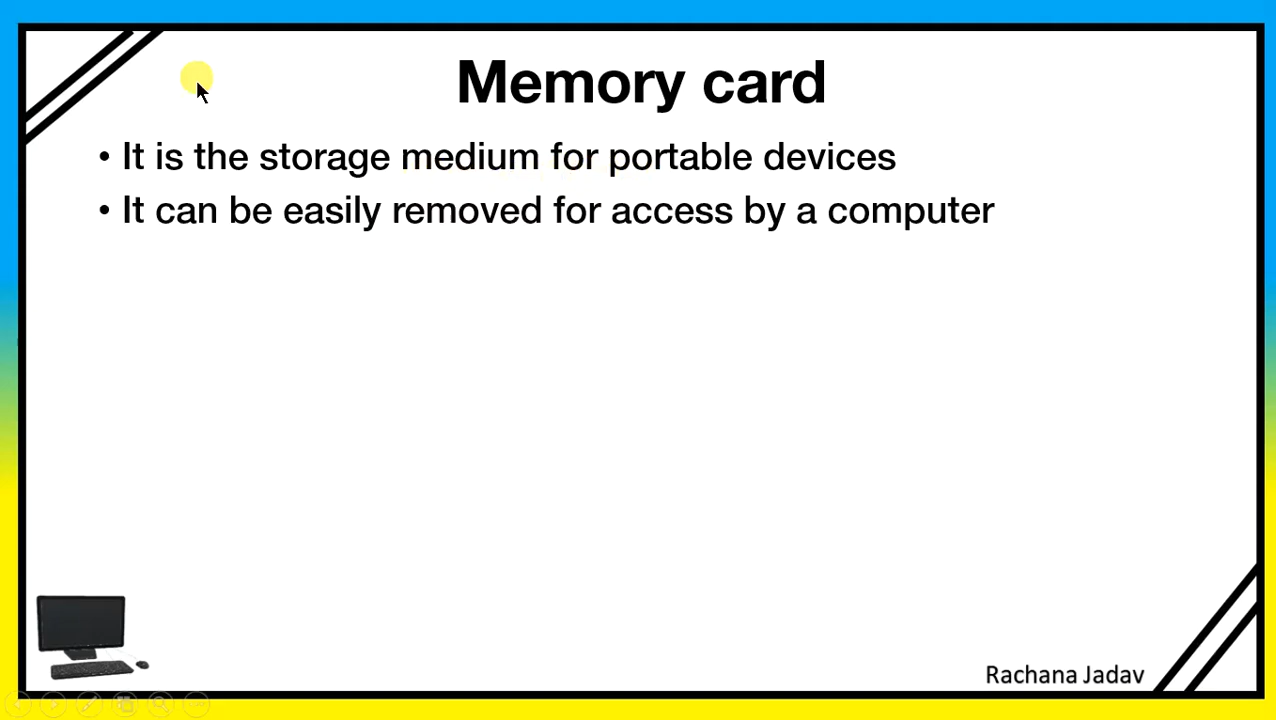 Memory card
• It is the storage medium for portable devices
• It can be easily removed for access by a computer
Rachana Jadav